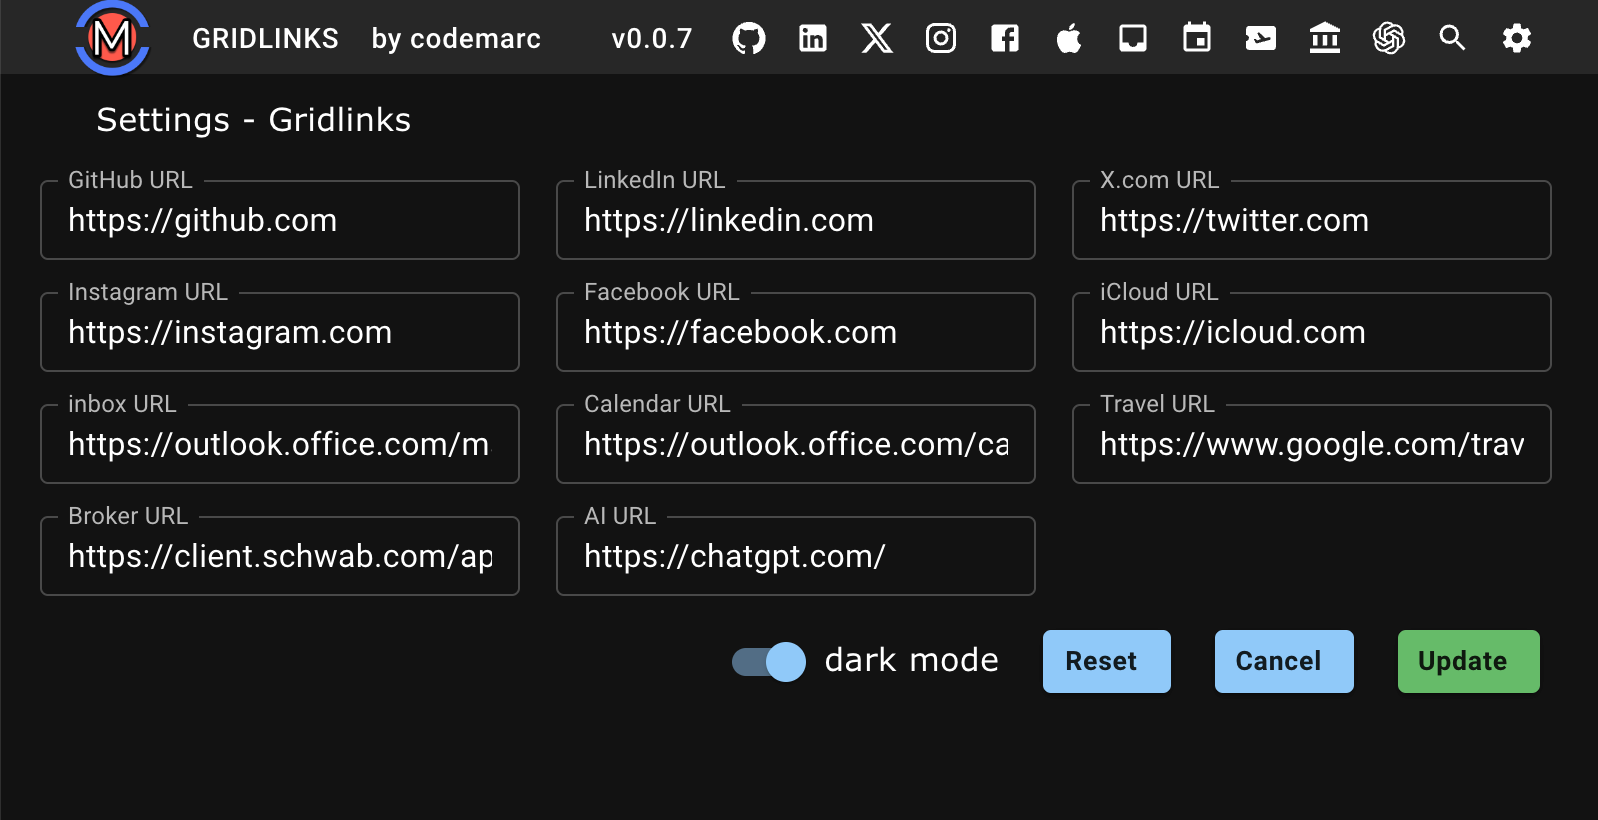 M GRIDLINKS by codemarc v0.0.7
Settings - Gridlinks
GitHub URL LinkedIn URL X.com URL
https://github.com https://linkedin.com https://twitter.com
Instagram URL Facebook URL iCloud URL
https://instagram.com https://facebook.com https://icloud.com
inbox URL Calendar URL Travel URL
https://outlook.office.com/m https://outlook.office.com/ca https://www.google.com/trav
Broker URL AI URL
https://client.schwab.com/ap https://chatgpt.com/
dark mode Reset Cancel Update